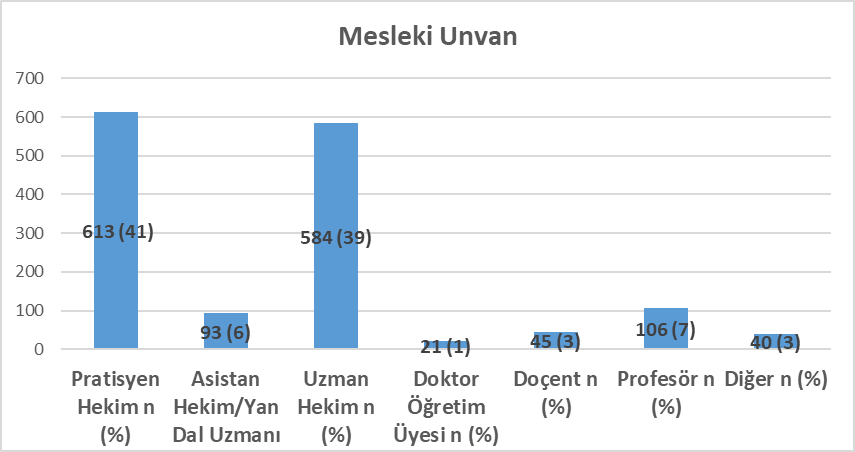 Mesleki Unvan
700
600
500
400
300
200
100
0
613 (41)
93 (6)
584 (39)
21 (1)
45 (3)
106 (7)
40 (3)
Pratisyen
Hekim n
(%)
Asistan
Hekim/Yan
Dal Uzmanı
Uzman
Hekim n
(%)
Doktor
Öğretim
Üyesi n (%)
Doçent n
(%)
Profesör n
(%)
Diğer n (%)